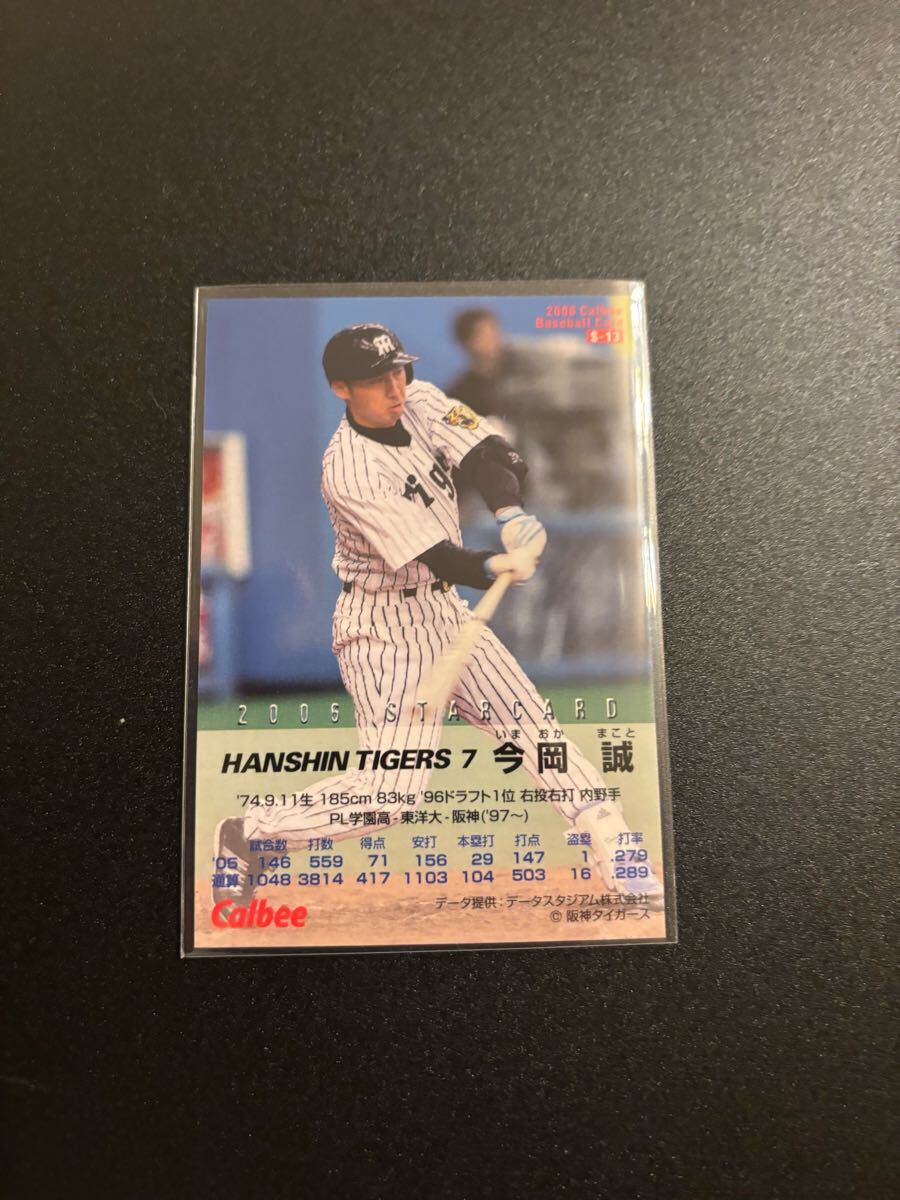 2006 Calbee
Baseball Card
S-13
Tigers
2006 STARCARD
いま おか まこと
HANSHIN TIGERS 7 今岡 誠
'74.9.11生 185cm 83kg '96ドラフト1位 右投右打 内野手
PL学園高-東洋大-阪神('97～)
試合数 打数 得点 安打 本塁打 打点 盗塁 打率
'05 146 559 71 156 29 147 1 .279
通算 1048 3814 417 1103 104 503 16 .289
Calbee
データ提供：データスタジアム株式会社
© 阪神タイガース